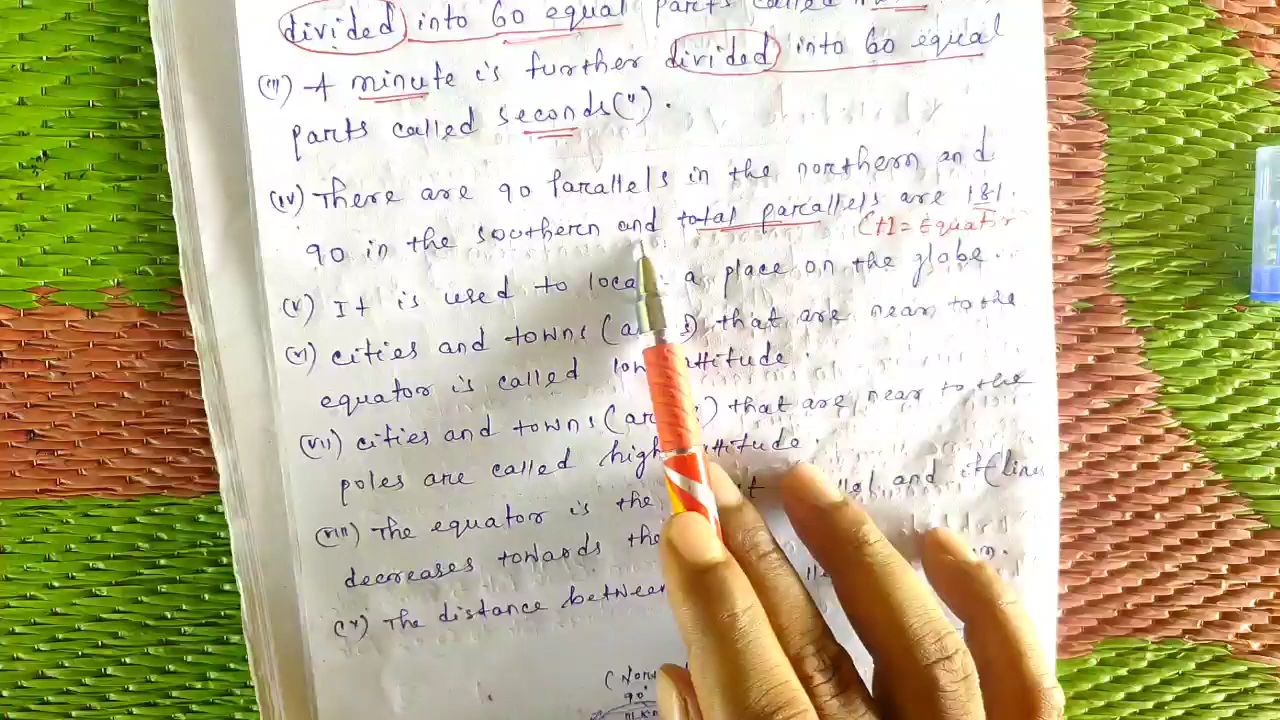 divided into 60 equal parts called
(iii) A minute is further divided into 60 equal
parts called seconds(").
(iv) There are 90 Parallels in the northern and
90 in the southern and total parallels are 181.
(+1 = Equator
(v) It is used to a place on the globe.
(vi) cities and towns ( that are near to the
equator is called low
(vii) cities and towns ( ) that are near to the
poles are called high
(viii) The equator is the and it (lines
decreases towards the
(x) The distance between
90°